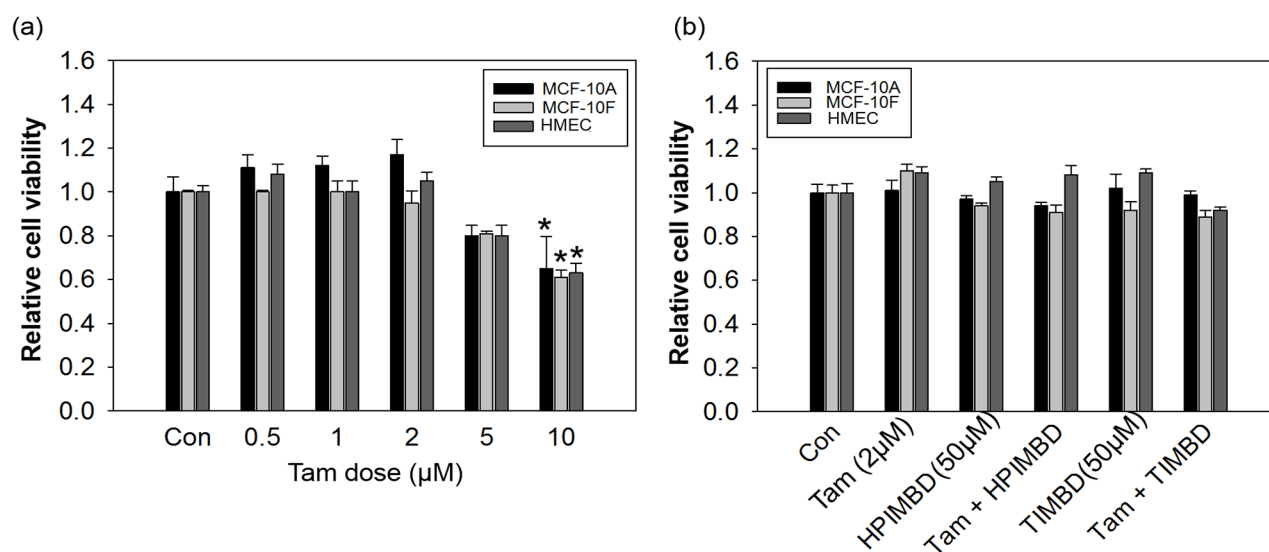 (a)
Relative cell viability
1.6
1.4
1.2
1.0
0.8
0.6
0.4
0.2
0.0
MCF-10A
MCF-10F
HMEC
*
*
*
Con 0.5 1 2 5 10
Tam dose (µM)
(b)
Relative cell viability
1.6
1.4
1.2
1.0
0.8
0.6
0.4
0.2
0.0
MCF-10A
MCF-10F
HMEC
Con
Tam (2µM)
HPIMBD(50µM)
Tam + HPIMBD
TIMBD(50µM)
Tam + TIMBD